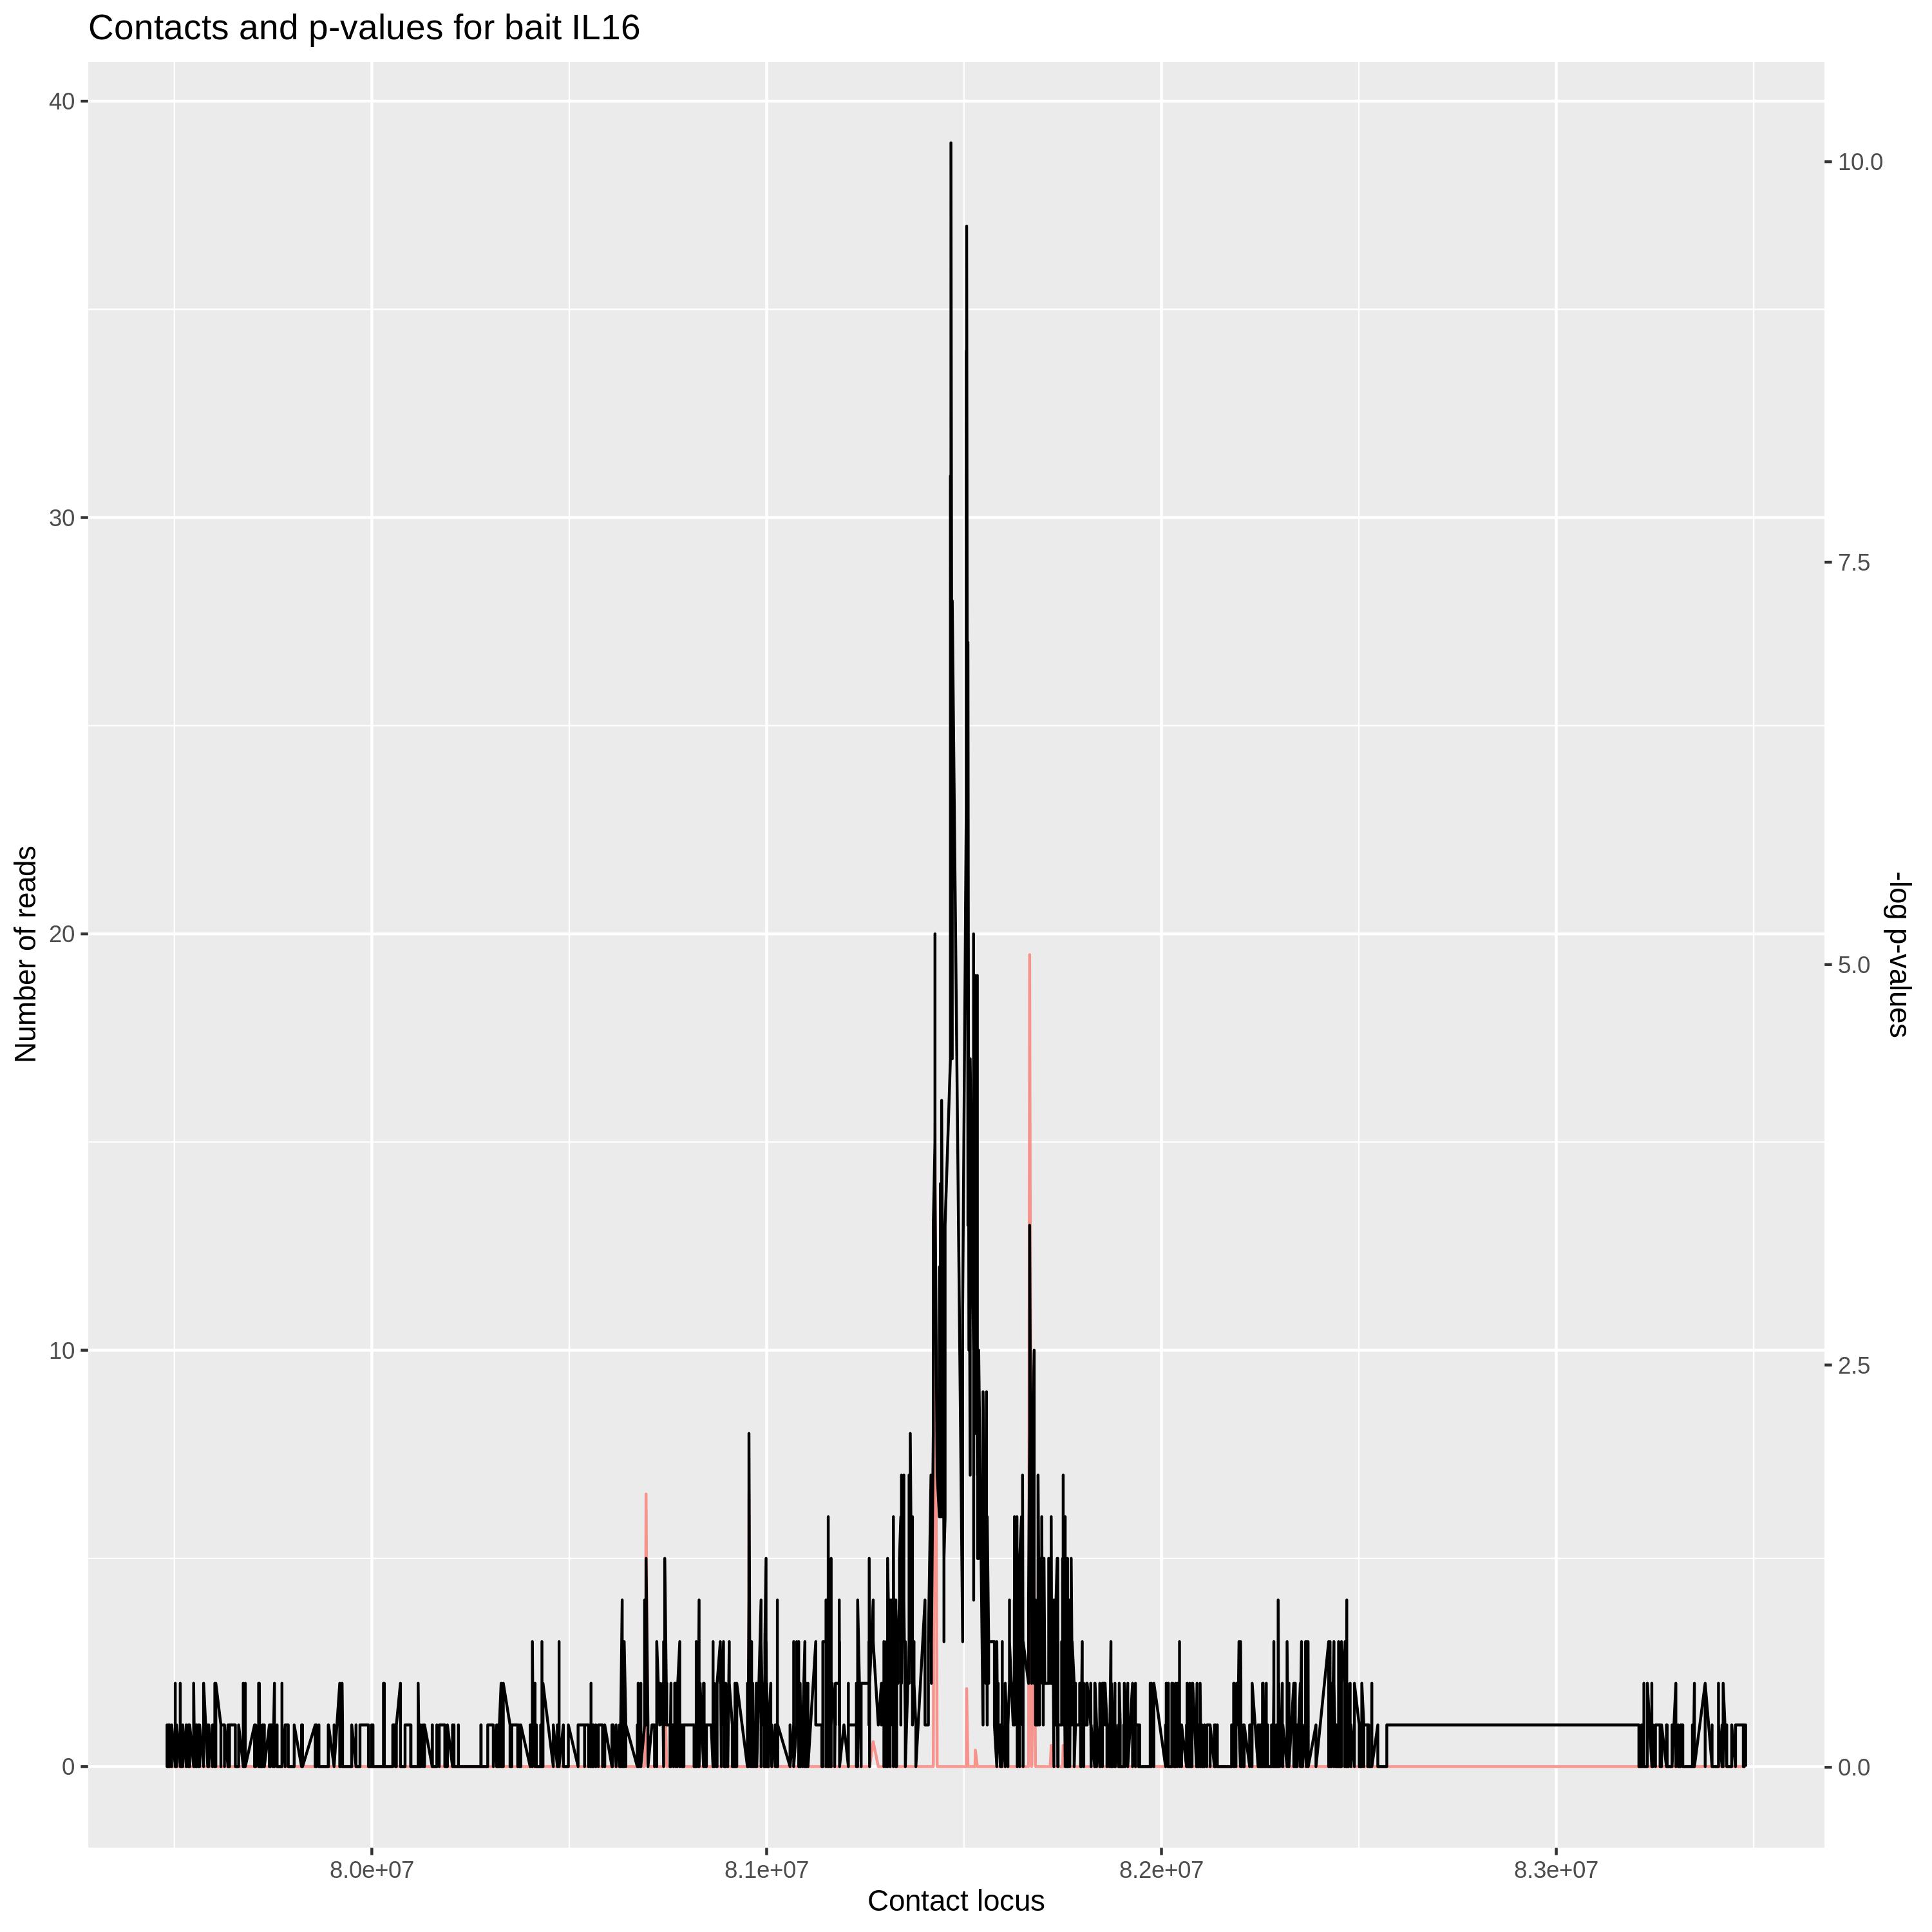 Contacts and p-values for bait IL16
40
30
20
10
0
10.0
7.5
5.0
2.5
0.0
Number of reads
-log p-values
8.0e+07
8.1e+07
8.2e+07
8.3e+07
Contact locus